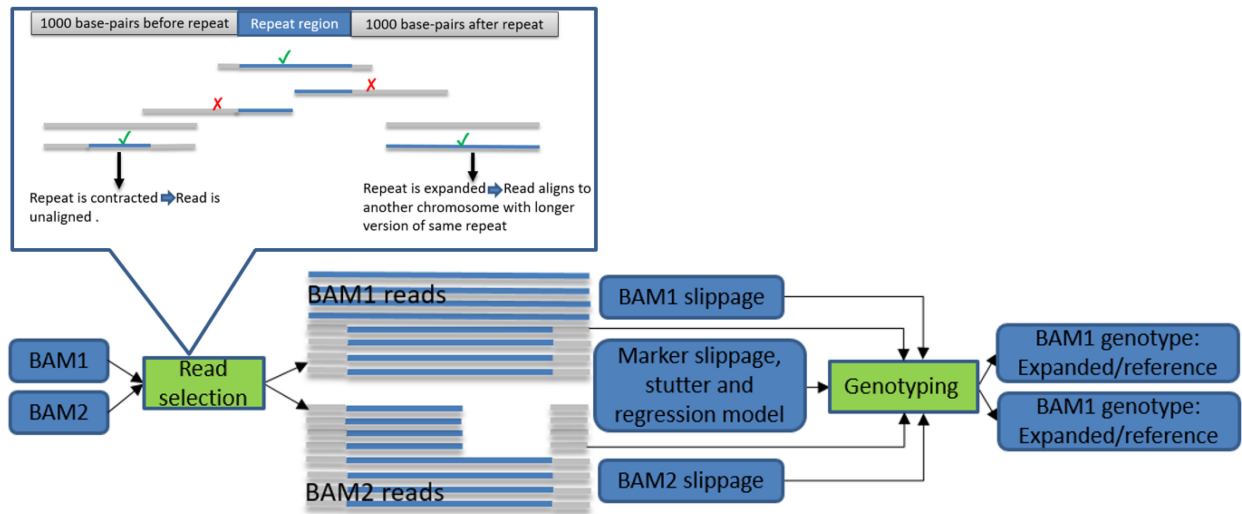 1000 base-pairs before repeat
Repeat region
1000 base-pairs after repeat
Repeat is contracted Read is
unaligned .
Repeat is expanded Read aligns to
another chromosome with longer
version of same repeat
BAM1
BAM2
Read
selection
BAM1 reads
BAM2 reads
BAM1 slippage
Marker slippage,
stutter and
regression model
BAM2 slippage
Genotyping
BAM1 genotype:
Expanded/reference
BAM1 genotype:
Expanded/reference